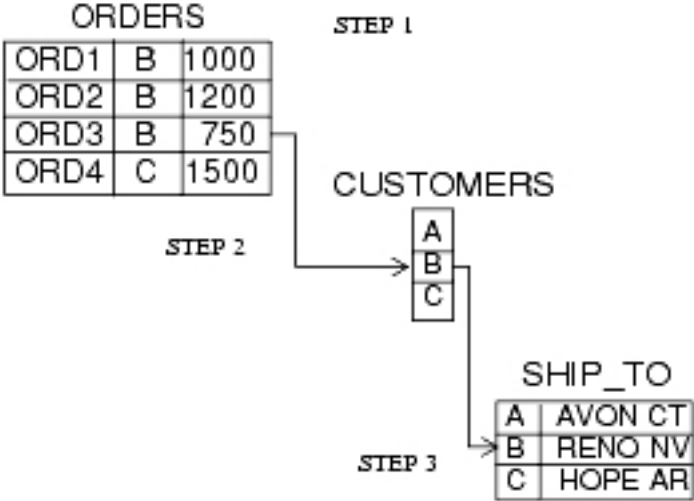 ORDERS
STEP 1
ORD1 B 1000
ORD2 B 1200
ORD3 B 750
ORD4 C 1500
CUSTOMERS
A
STEP 2
B
C
SHIP_TO
A AVON CT
B RENO NV
STEP 3
C HOPE AR